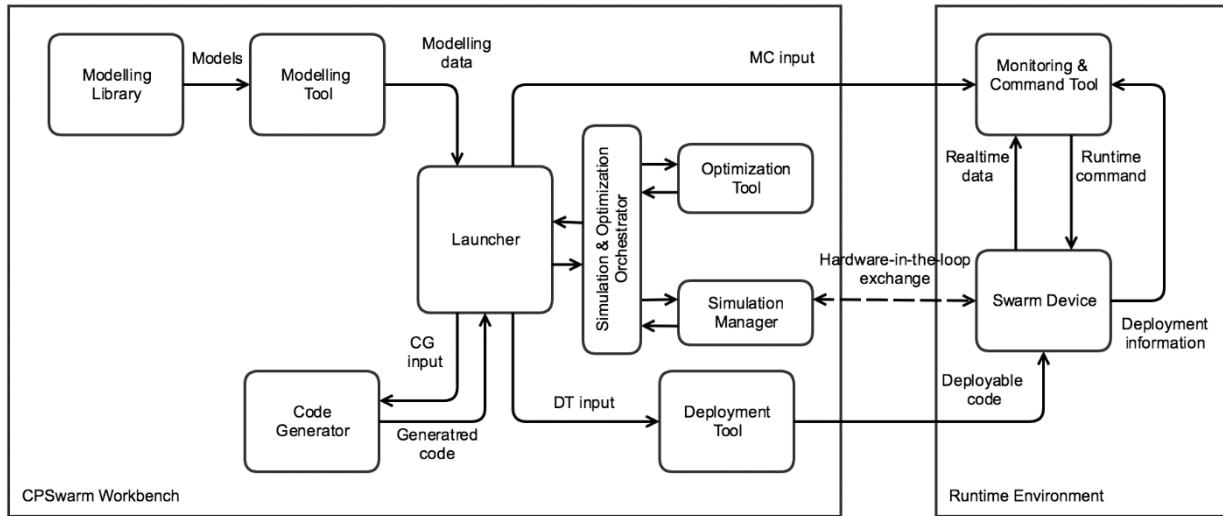 Modelling
Library
Models
Modelling
Tool
Modelling
data
MC input
Monitoring &
Command Tool
Realtime
data
Runtime
command
Launcher
Simulation & Optimization
Orchestrator
Optimization
Tool
Simulation
Manager
Hardware-in-the-loop
exchange
Swarm Device
Deployment
information
CG
input
Code
Generator
Generatred
code
DT input
Deployment
Tool
Deployable
code
CPSwarm Workbench
Runtime Environment